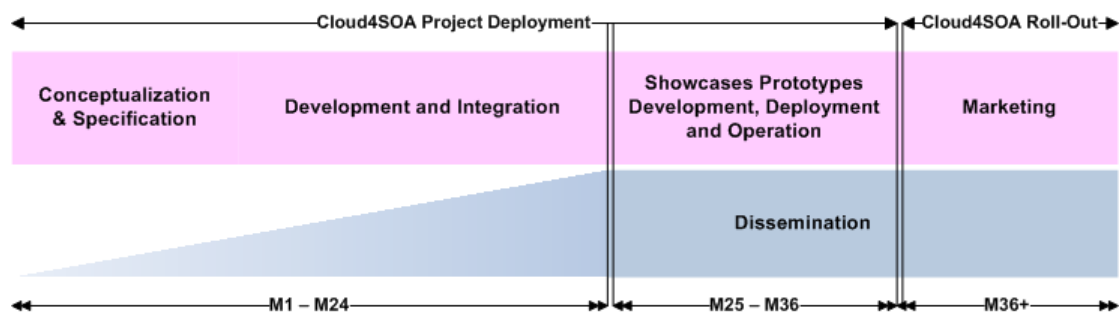 Cloud4SOA Project Deployment
Cloud4SOA Roll-Out
Conceptualization
& Specification
Development and Integration
Showcases Prototypes
Development, Deployment
and Operation
Marketing
Dissemination
M1 – M24
M25 – M36
M36+